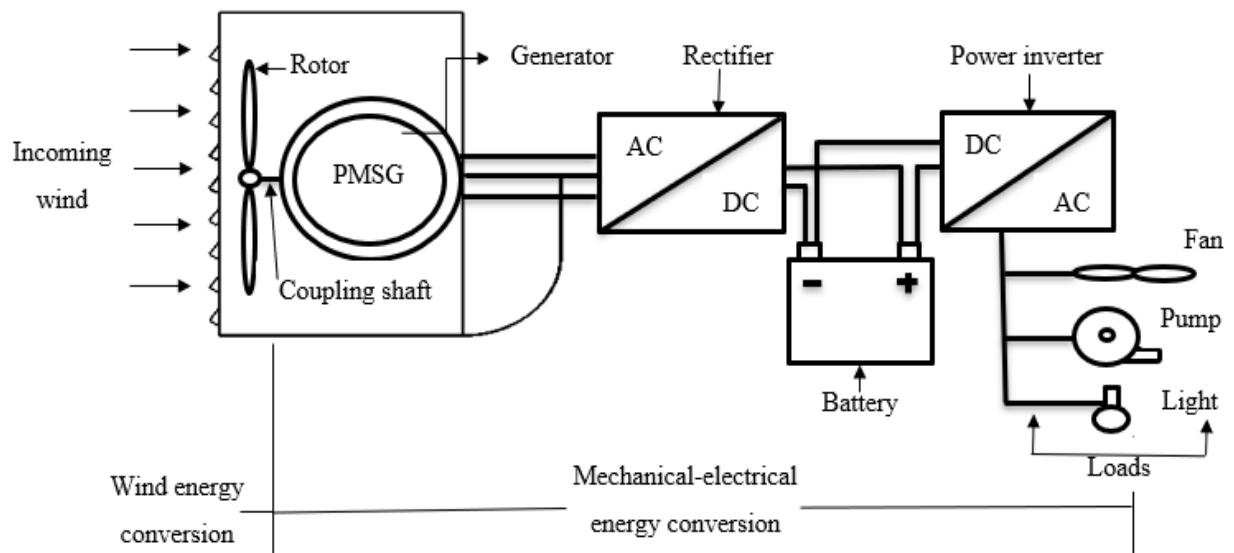 Incoming
wind
Rotor
Coupling shaft
PMSG
Generator
Rectifier
AC
DC
Power inverter
DC
AC
-
+
Battery
Fan
Pump
Light
Loads
Wind energy
conversion
Mechanical-electrical
energy conversion